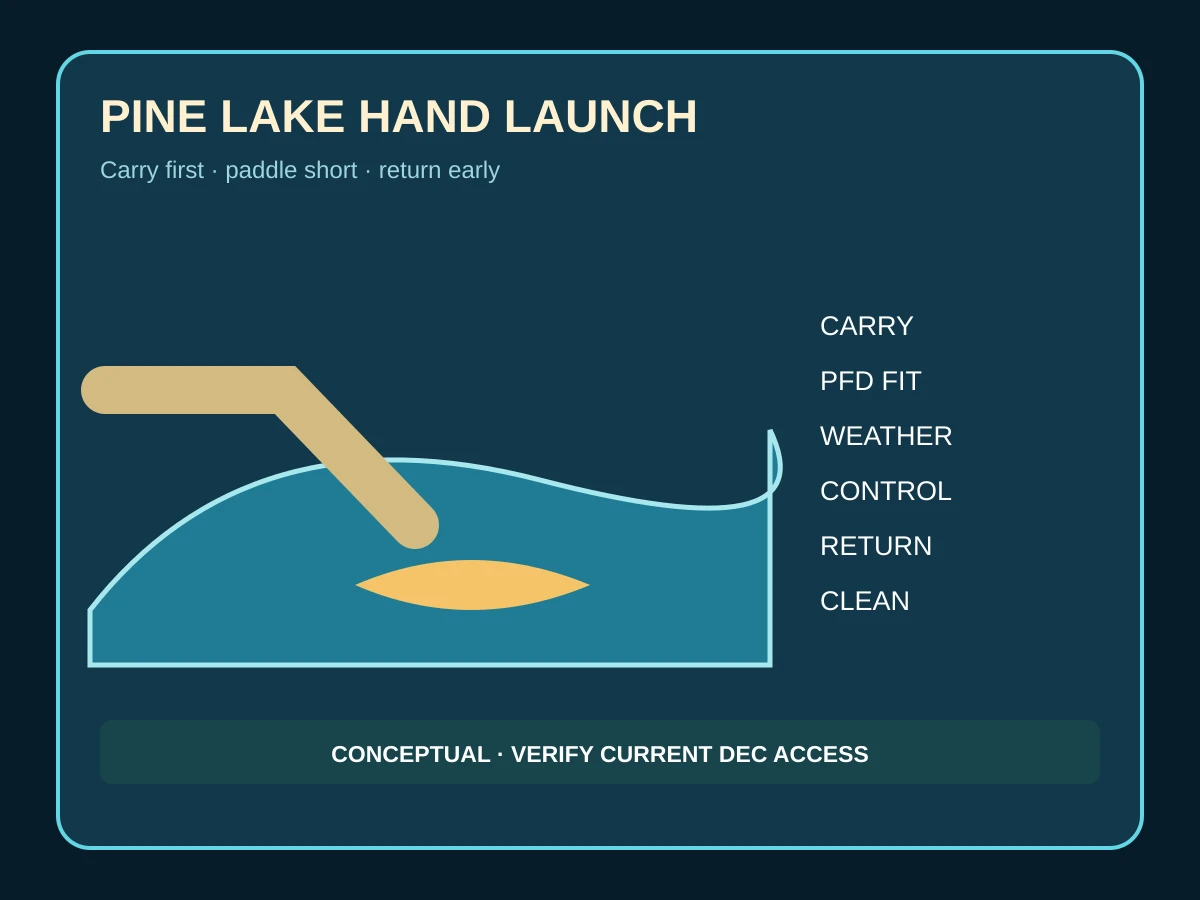 PINE LAKE HAND LAUNCH
Carry first · paddle short · return early
CARRY
PFD FIT
WEATHER
CONTROL
RETURN
CLEAN
CONCEPTUAL · VERIFY CURRENT DEC ACCESS